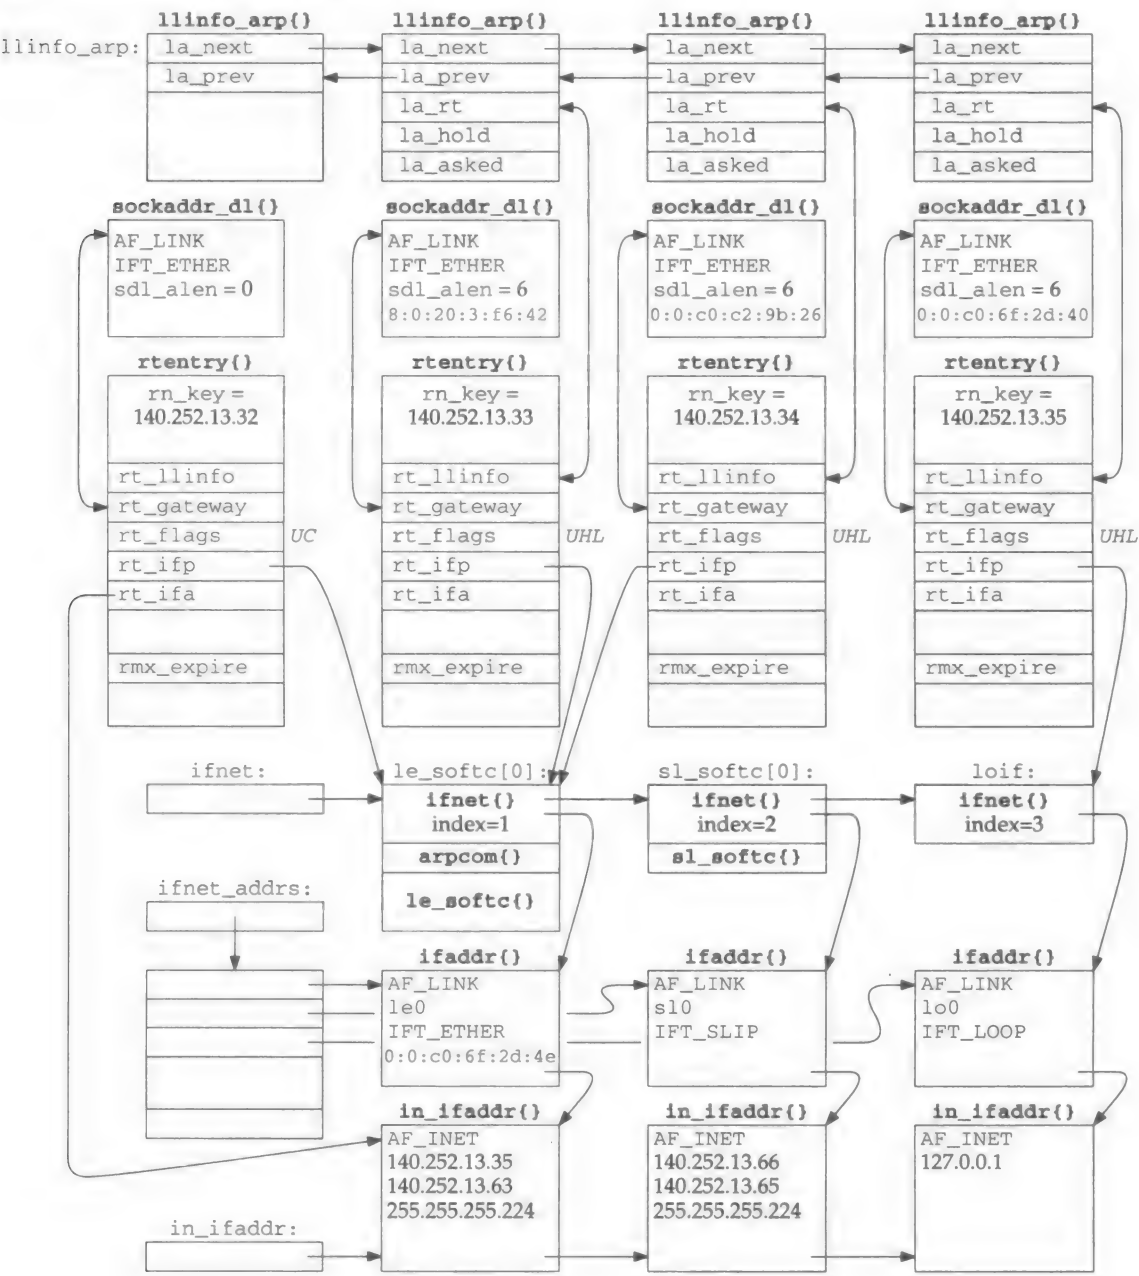 llinfo_arp{} llinfo_arp{} llinfo_arp{} llinfo_arp{}
llinfo_arp: la_next la_next la_next la_next
la_prev la_prev la_prev la_prev
la_rt la_rt la_rt
la_hold la_hold la_hold
la_asked la_asked la_asked
sockaddr_dl{} sockaddr_dl{} sockaddr_dl{} sockaddr_dl{}
AF_LINK AF_LINK AF_LINK AF_LINK
IFT_ETHER IFT_ETHER IFT_ETHER IFT_ETHER
sdl_alen = 0 sdl_alen = 6 sdl_alen = 6 sdl_alen = 6
8:0:20:3:f6:42 0:0:c0:c2:9b:26 0:0:c0:6f:2d:40
rtentry{} rtentry{} rtentry{} rtentry{}
rn_key = rn_key = rn_key = rn_key =
140.252.13.32 140.252.13.33 140.252.13.34 140.252.13.35
rt_llinfo rt_llinfo rt_llinfo rt_llinfo
rt_gateway rt_gateway rt_gateway rt_gateway
rt_flags UC rt_flags UHL rt_flags UHL rt_flags UHL
rt_ifp rt_ifp rt_ifp rt_ifp
rt_ifa rt_ifa rt_ifa rt_ifa
rmx_expire rmx_expire rmx_expire rmx_expire
ifnet: le_softc[0]: sl_softc[0]: loif:
ifnet{} ifnet{} ifnet{}
index=1 index=2 index=3
arpcom{} sl_softc{}
ifnet_addrs:
le_softc{}
ifaddr{} ifaddr{} ifaddr{}
AF_LINK AF_LINK AF_LINK
le0 sl0 lo0
IFT_ETHER IFT_SLIP IFT_LOOP
0:0:c0:6f:2d:4e
in_ifaddr{} in_ifaddr{} in_ifaddr{}
AF_INET AF_INET AF_INET
140.252.13.35 140.252.13.66 127.0.0.1
140.252.13.63 140.252.13.65
255.255.255.224 255.255.255.224
in_ifaddr: